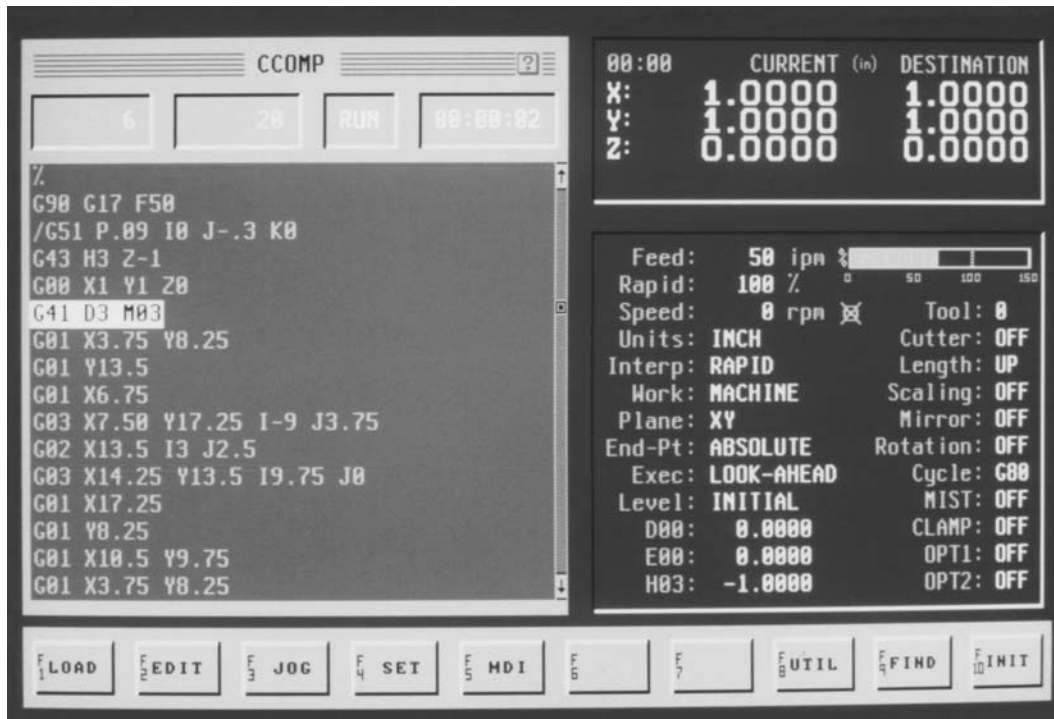 CCOMP ?
6 20 RUN 00:00:02
%
G90 G17 F50
/G51 P.09 I0 J-.3 K0
G43 H3 Z-1
G00 X1 Y1 Z0
G41 D3 M03
G01 X3.75 Y8.25
G01 Y13.5
G01 X6.75
G03 X7.50 Y17.25 I-9 J3.75
G02 X13.5 I3 J2.5
G03 X14.25 Y13.5 I9.75 J0
G01 X17.25
G01 Y8.25
G01 X10.5 Y9.75
G01 X3.75 Y8.25
00:00 CURRENT (in) DESTINATION
X: 1.0000 1.0000
Y: 1.0000 1.0000
Z: 0.0000 0.0000
Feed: 50 ipm %
0 50 100 150
Rapid: 100 %
Speed: 0 rpm Tool: 0
Units: INCH Cutter: OFF
Interp: RAPID Length: UP
Work: MACHINE Scaling: OFF
Plane: XY Mirror: OFF
End-Pt: ABSOLUTE Rotation: OFF
Exec: LOOK-AHEAD Cycle: G80
Level: INITIAL MIST: OFF
D00: 0.0000 CLAMP: OFF
E00: 0.0000 OPT1: OFF
H03: -1.0000 OPT2: OFF
F1 LOAD F2 EDIT F3 JOG F4 SET F5 MDI F6 F7 F8 UTIL F9 FIND F10 INIT